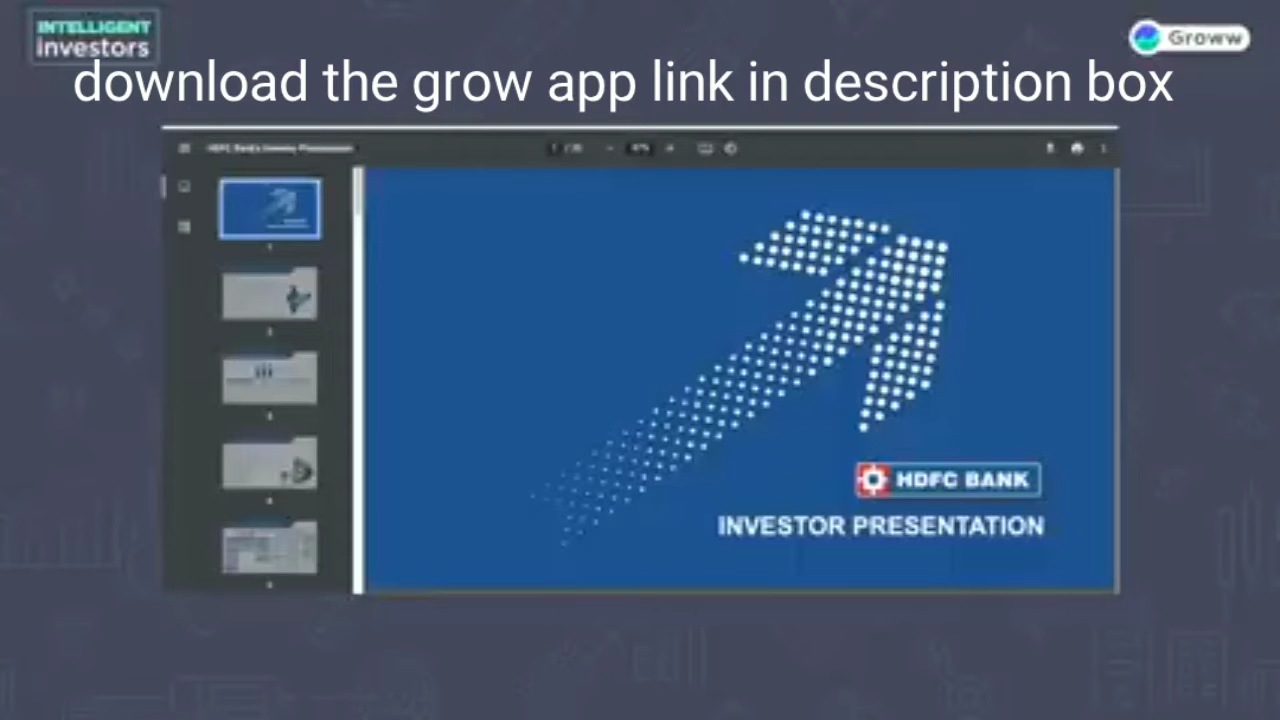 INTELLIGENT
investors
Groww
download the grow app link in description box
HDFC BANK
INVESTOR PRESENTATION